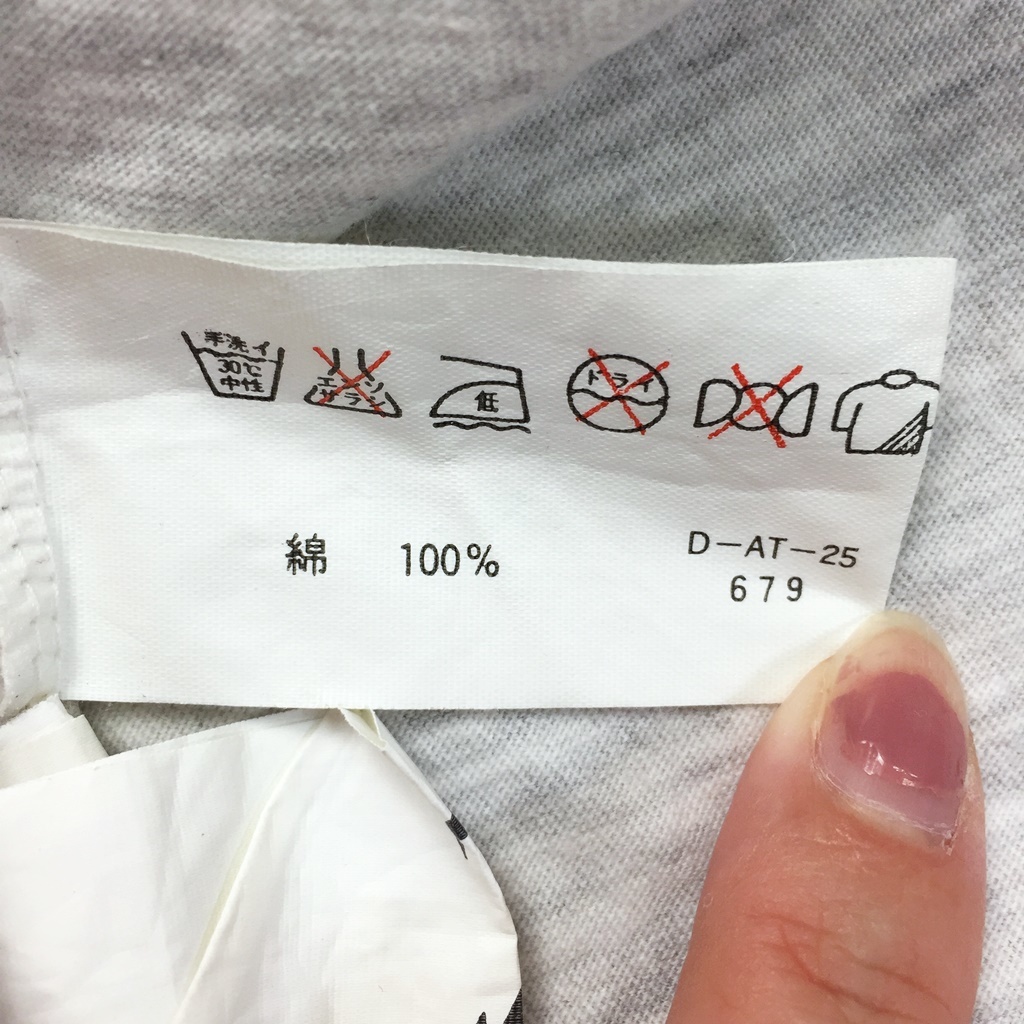 手洗イ
30℃
中性
エンソ
サラシ
低
ドライ
綿 100%
D-AT-25
679